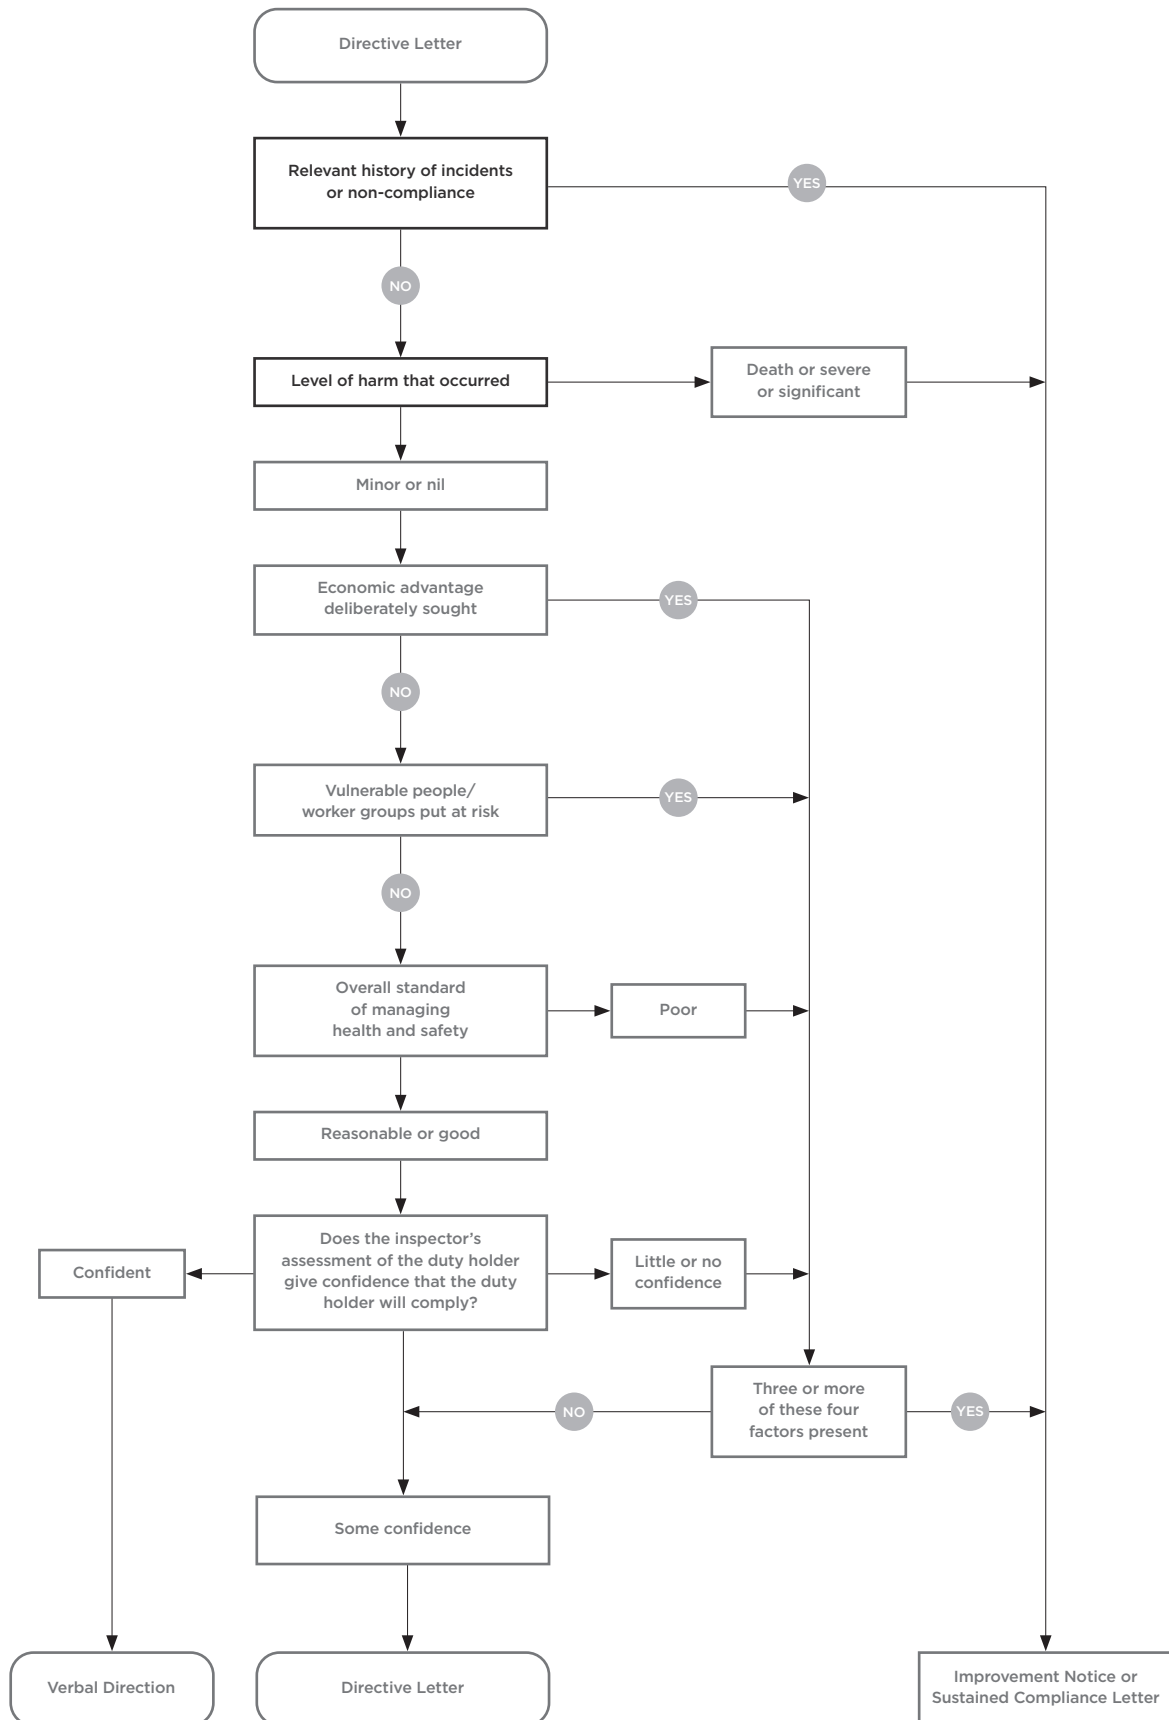 Directive Letter
Relevant history of incidents
or non-compliance
YES
NO
Level of harm that occurred
Death or severe
or significant
Minor or nil
Economic advantage
deliberately sought
YES
NO
Vulnerable people/
worker groups put at risk
YES
NO
Overall standard
of managing
health and safety
Poor
Reasonable or good
Does the inspector’s
assessment of the duty holder
give confidence that the duty
holder will comply?
Confident
Little or no
confidence
Three or more
of these four
factors present
NO
YES
Some confidence
Verbal Direction
Directive Letter
Improvement Notice or
Sustained Compliance Letter